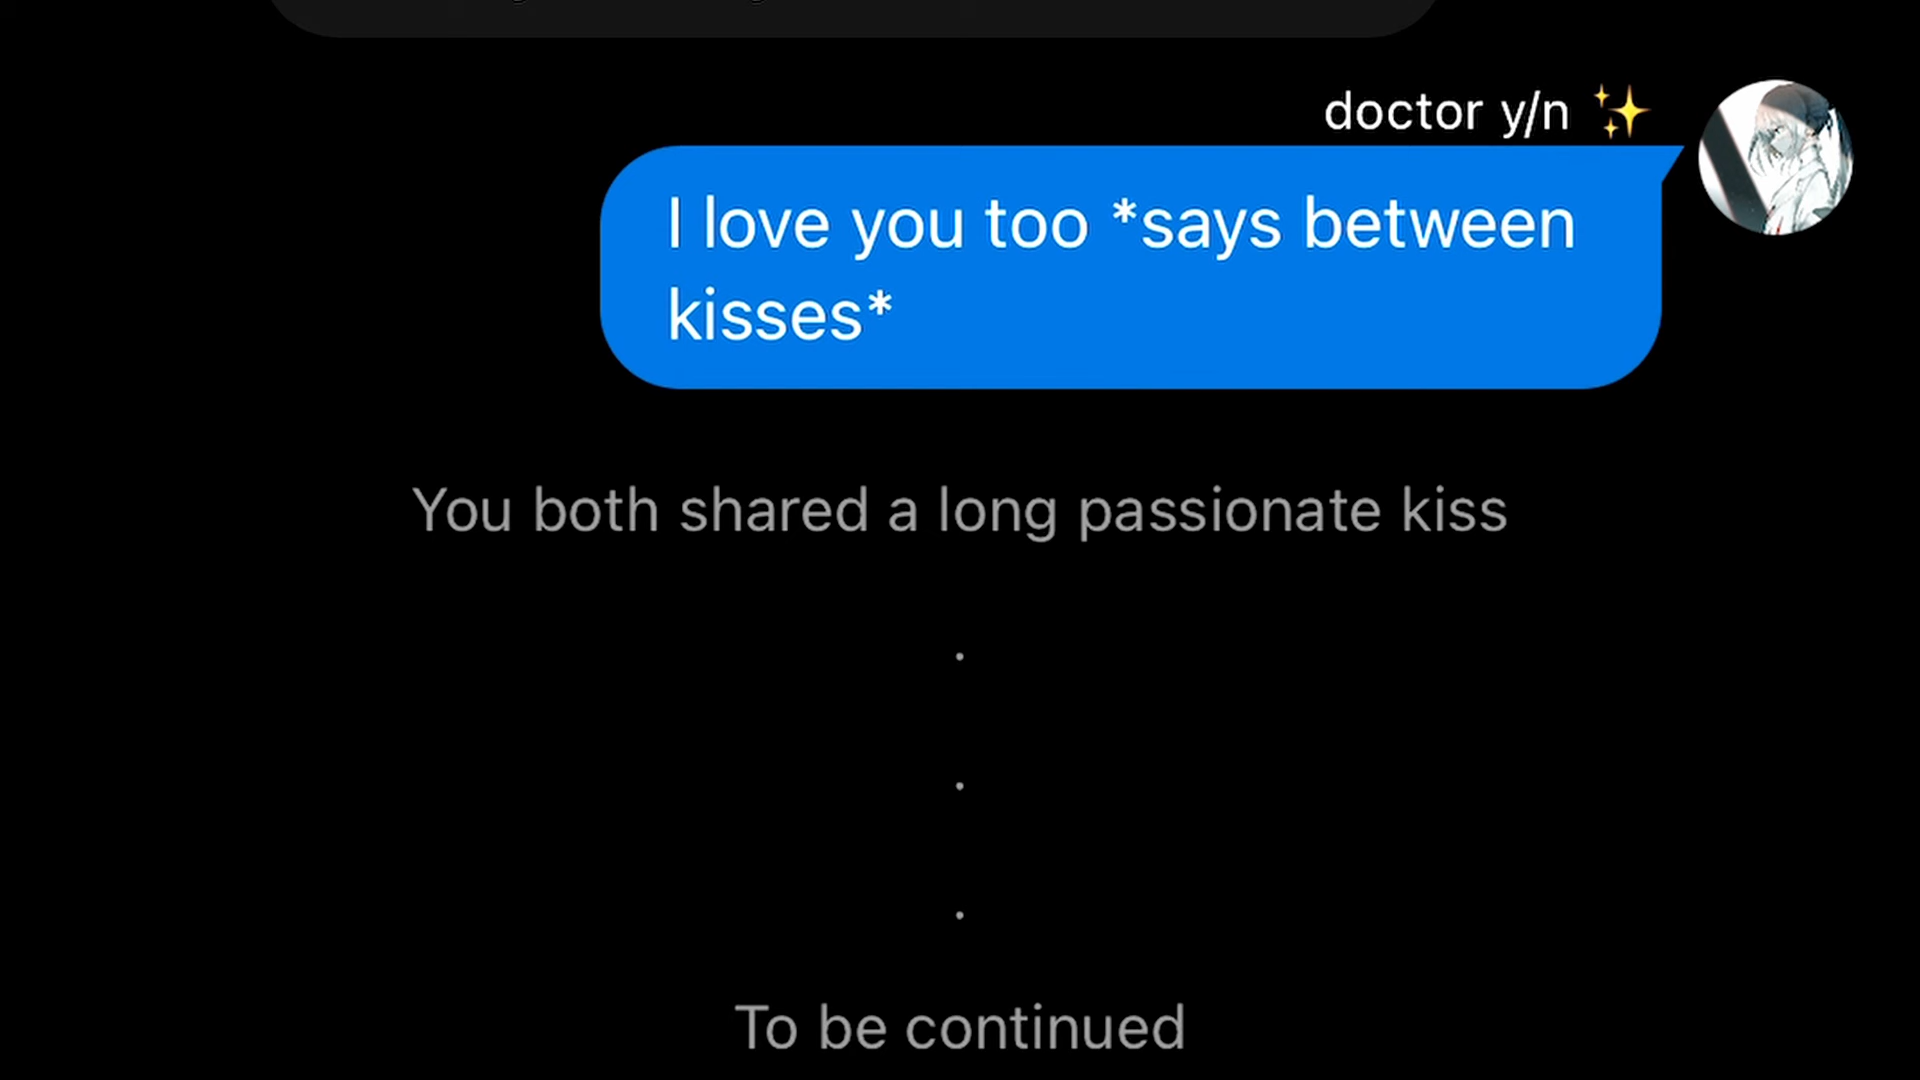 doctor y/n ✨
I love you too *says between
kisses*
You both shared a long passionate kiss
.
.
.
To be continued